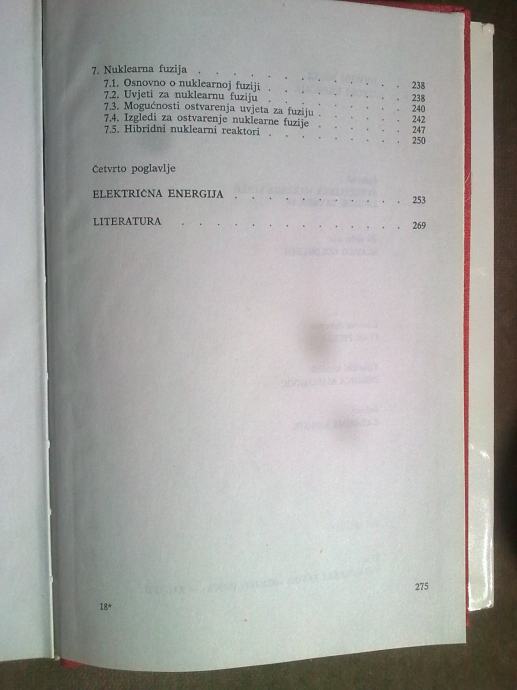 7. Nuklearna fuzija . . . . . . . . . . . 238
7.1. Osnovno o nuklearnoj fuziji . . . . . . . 238
7.2. Uvjeti za nuklearnu fuziju . . . . . . . 240
7.3. Mogućnosti ostvarenja uvjeta za fuziju . . . . 242
7.4. Izgledi za ostvarenje nuklearne fuzije . . . . 247
7.5. Hibridni nuklearni reaktori . . . . . . . 250
Četvrto poglavlje
ELEKTRIČNA ENERGIJA . . . . . . . . . 253
LITERATURA . . . . . . . . . . . 269
275
18*